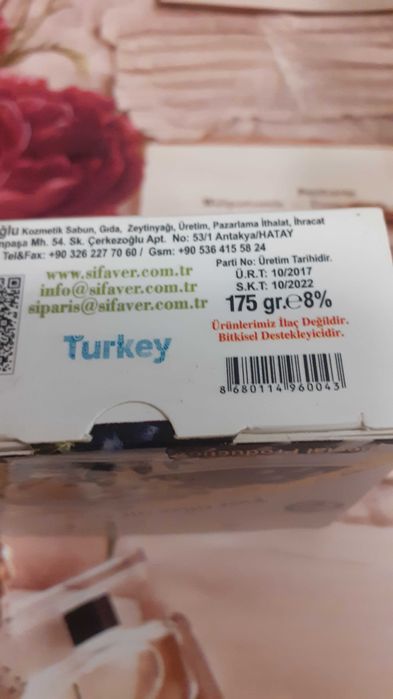 Kozmetik Sabun, Gıda, Zeytinyağı, Üretim, Pazarlama İthalat, İhracat
Mh. 54. Sk. Çerkezoğlu Apt. No: 53/1 Antakya/HATAY
Tel&Fax: +90 326 227 70 60 / Gsm: +90 536 415 58 24
Parti No: Üretim Tarihidir.
www.sifaver.com.tr
Ü.R.T: 10/2017
info@sifaver.com.tr
S.K.T: 10/2022
siparis@sifaver.com.tr
175 gr.℮8%
Ürünlerimiz İlaç Değildir.
Bitkisel Destekleyicidir.
Turkey
8 680114 960043